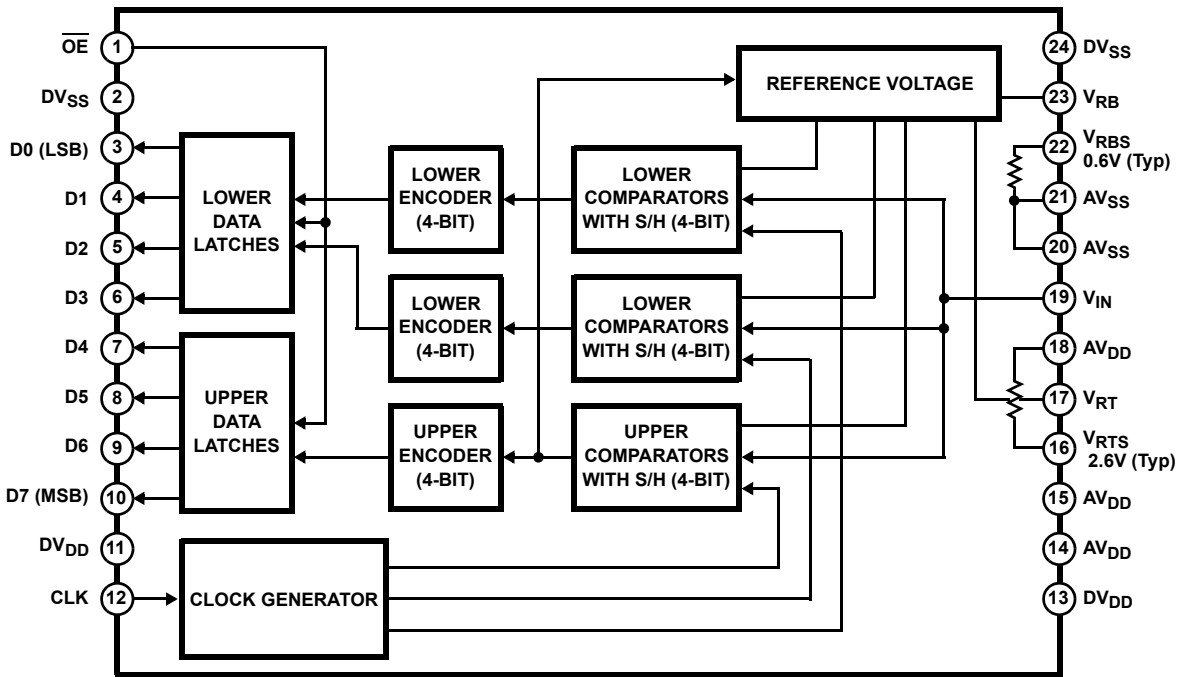 OE
1
DVSS
2
D0 (LSB)
3
D1
4
D2
5
D3
6
D4
7
D5
8
D6
9
D7 (MSB)
10
DVDD
11
CLK
12
LOWER
DATA
LATCHES
UPPER
DATA
LATCHES
CLOCK GENERATOR
LOWER
ENCODER
(4-BIT)
LOWER
ENCODER
(4-BIT)
UPPER
ENCODER
(4-BIT)
LOWER
COMPARATORS
WITH S/H (4-BIT)
LOWER
COMPARATORS
WITH S/H (4-BIT)
UPPER
COMPARATORS
WITH S/H (4-BIT)
REFERENCE VOLTAGE
24
DVSS
23
VRB
22
VRBS
0.6V (Typ)
21
AVSS
20
AVSS
19
VIN
18
AVDD
17
VRT
16
VRTS
2.6V (Typ)
15
AVDD
14
AVDD
13
DVDD